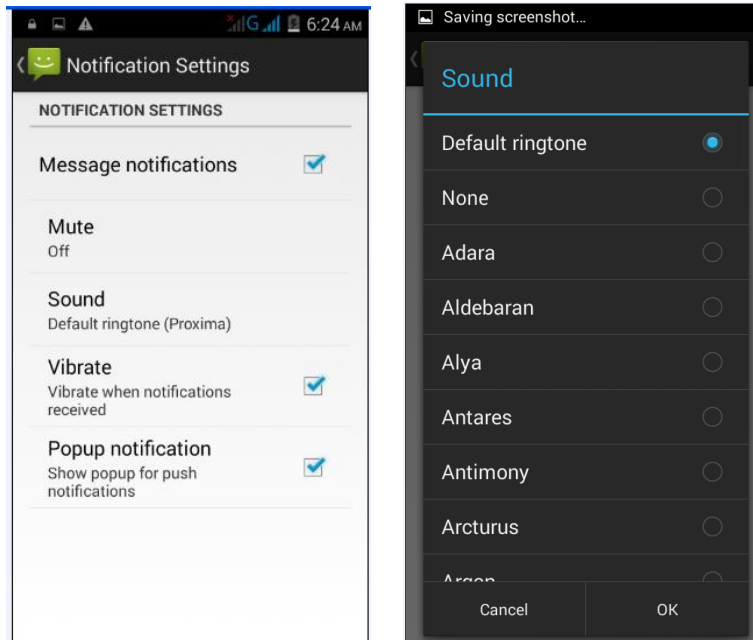 G 6:24 AM
Notification Settings
NOTIFICATION SETTINGS
Message notifications
Mute
Off
Sound
Default ringtone (Proxima)
Vibrate
Vibrate when notifications
received
Popup notification
Show popup for push
notifications
Saving screenshot...
Sound
Default ringtone
None
Adara
Aldebaran
Alya
Antares
Antimony
Arcturus
Argon
Cancel
OK